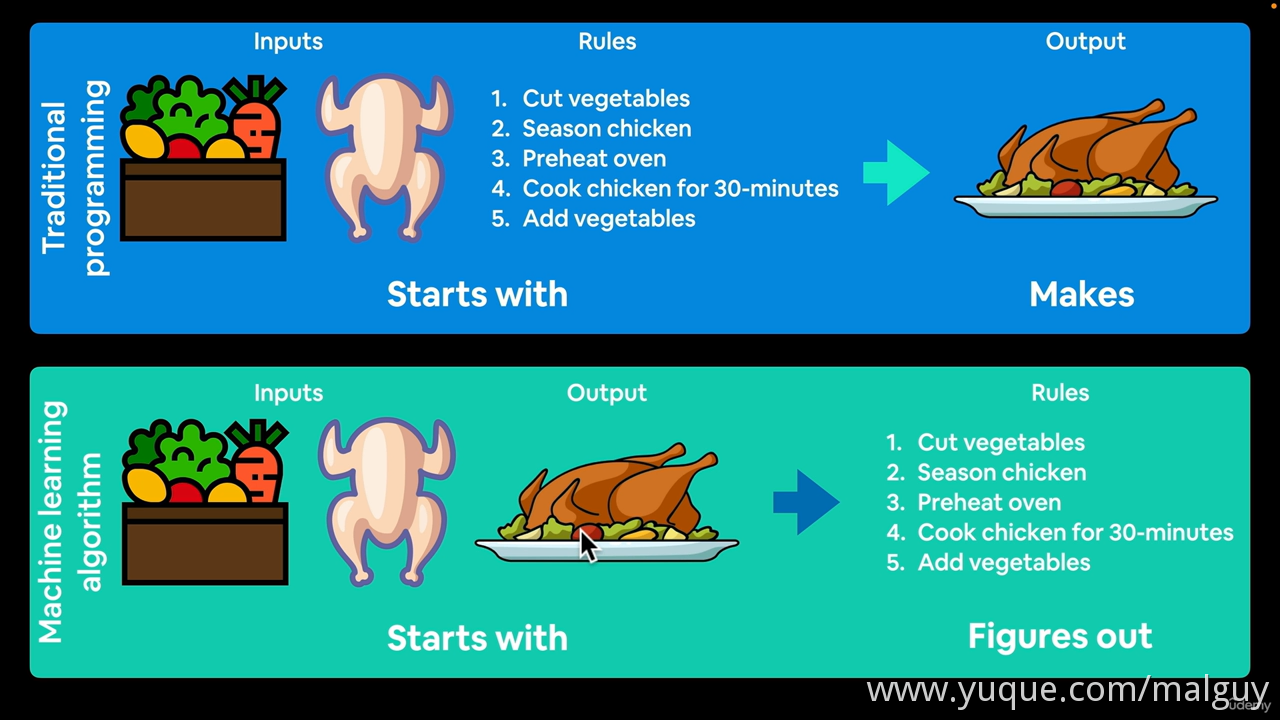 Inputs
Rules
Output
Traditional
programming
1. Cut vegetables
2. Season chicken
3. Preheat oven
4. Cook chicken for 30-minutes
5. Add vegetables
Starts with
Makes
Inputs
Output
Rules
Machine learning
algorithm
1. Cut vegetables
2. Season chicken
3. Preheat oven
4. Cook chicken for 30-minutes
5. Add vegetables
Starts with
Figures out
www.yuque.com/malguy
Udemy